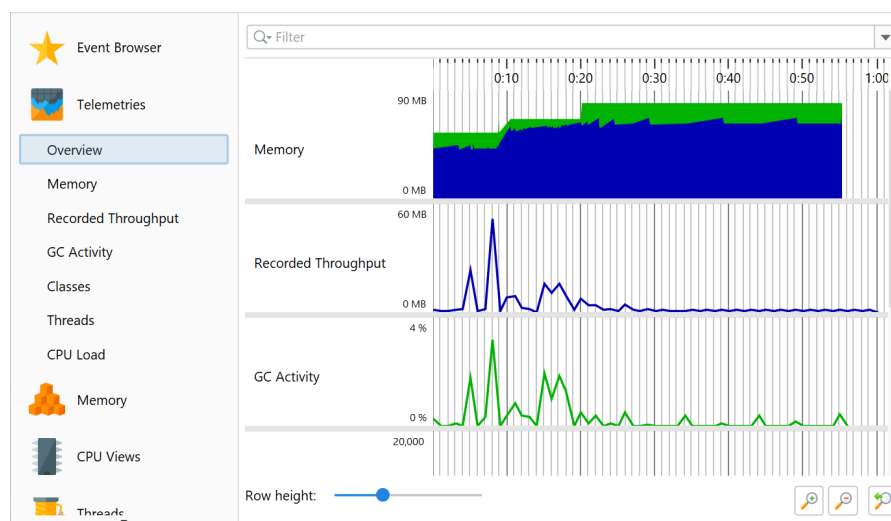 Event Browser
Telemetries
Overview
Memory
Recorded Throughput
GC Activity
Classes
Threads
CPU Load
Memory
CPU Views
Threads
Filter
0:10 0:20 0:30 0:40 0:50 1:00
90 MB
Memory
0 MB
60 MB
Recorded Throughput
0 MB
4 %
GC Activity
0 %
20,000
Row height: